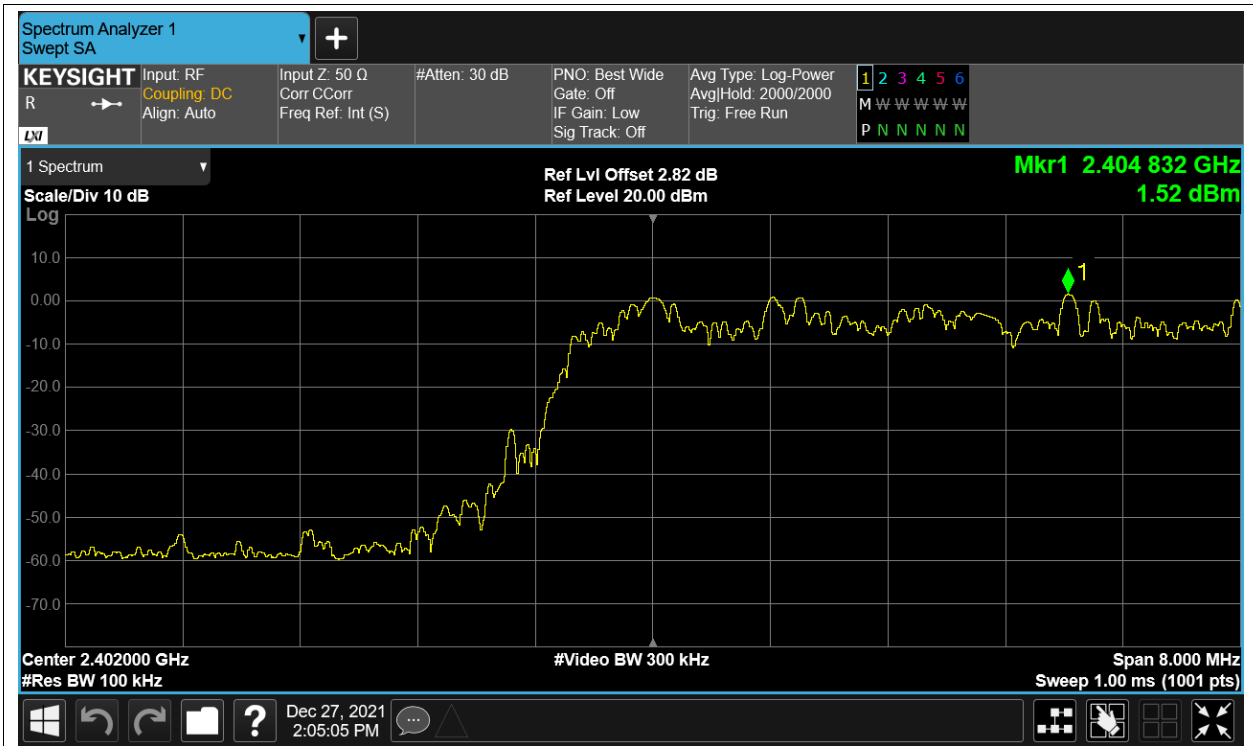 Spectrum Analyzer 1
Swept SA
+
KEYSIGHT
R
LXI
Input: RF
Coupling: DC
Align: Auto
Input Z: 50 Ω
Corr CCorr
Freq Ref: Int (S)
#Atten: 30 dB
PNO: Best Wide
Gate: Off
IF Gain: Low
Sig Track: Off
Avg Type: Log-Power
Avg|Hold: 2000/2000
Trig: Free Run
1 2 3 4 5 6
M W W W W W
P N N N N N
1 Spectrum
Scale/Div 10 dB
Log
Ref Lvl Offset 2.82 dB
Ref Level 20.00 dBm
Mkr1 2.404 832 GHz
1.52 dBm
10.0
0.00
-10.0
-20.0
-30.0
-40.0
-50.0
-60.0
-70.0
1
Center 2.402000 GHz
#Res BW 100 kHz
#Video BW 300 kHz
Span 8.000 MHz
Sweep 1.00 ms (1001 pts)
?
Dec 27, 2021
2:05:05 PM